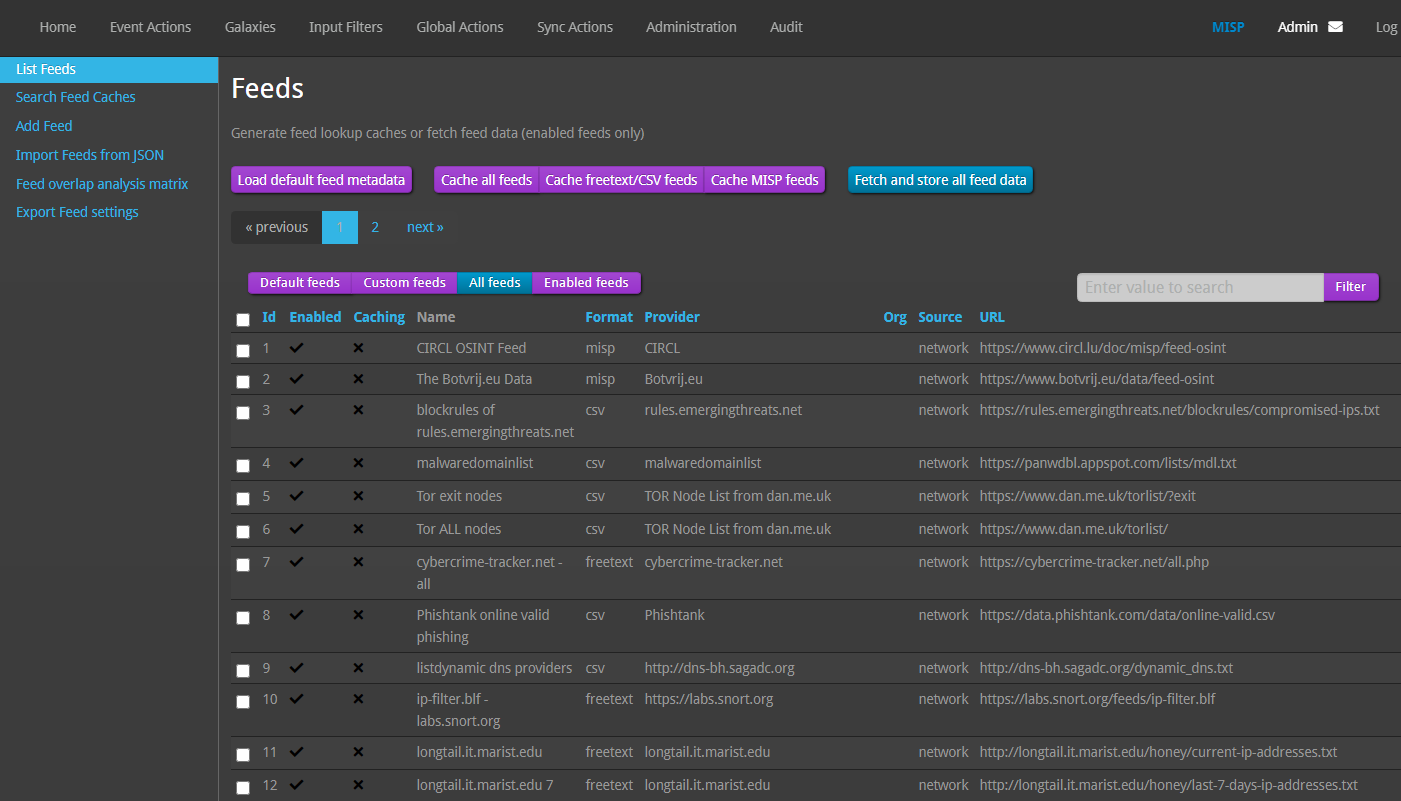 Home Event Actions Galaxies Input Filters Global Actions Sync Actions Administration Audit MISP Admin Log
List Feeds
Search Feed Caches
Add Feed
Import Feeds from JSON
Feed overlap analysis matrix
Export Feed settings
Feeds
Generate feed lookup caches or fetch feed data (enabled feeds only)
Load default feed metadata Cache all feeds Cache freetext/CSV feeds Cache MISP feeds Fetch and store all feed data
« previous 1 2 next »
Default feeds Custom feeds All feeds Enabled feeds Enter value to search Filter
Id Enabled Caching Name Format Provider Org Source URL
1 CIRCL OSINT Feed misp CIRCL network https://www.circl.lu/doc/misp/feed-osint
2 The Botvrij.eu Data misp Botvrij.eu network https://www.botvrij.eu/data/feed-osint
3 blockrules of csv rules.emergingthreats.net network https://rules.emergingthreats.net/blockrules/compromised-ips.txt
rules.emergingthreats.net
4 malwaredomainlist csv malwaredomainlist network https://panwdbl.appspot.com/lists/mdl.txt
5 Tor exit nodes csv TOR Node List from dan.me.uk network https://www.dan.me.uk/torlist/?exit
6 Tor ALL nodes csv TOR Node List from dan.me.uk network https://www.dan.me.uk/torlist/
7 cybercrime-tracker.net - freetext cybercrime-tracker.net network https://cybercrime-tracker.net/all.php
all
8 Phishtank online valid csv Phishtank network https://data.phishtank.com/data/online-valid.csv
phishing
9 listdynamic dns providers csv http://dns-bh.sagadc.org network http://dns-bh.sagadc.org/dynamic_dns.txt
10 ip-filter.blf - freetext https://labs.snort.org network https://labs.snort.org/feeds/ip-filter.blf
labs.snort.org
11 longtail.it.marist.edu freetext longtail.it.marist.edu network http://longtail.it.marist.edu/honey/current-ip-addresses.txt
12 longtail.it.marist.edu 7 freetext longtail.it.marist.edu network http://longtail.it.marist.edu/honey/last-7-days-ip-addresses.txt